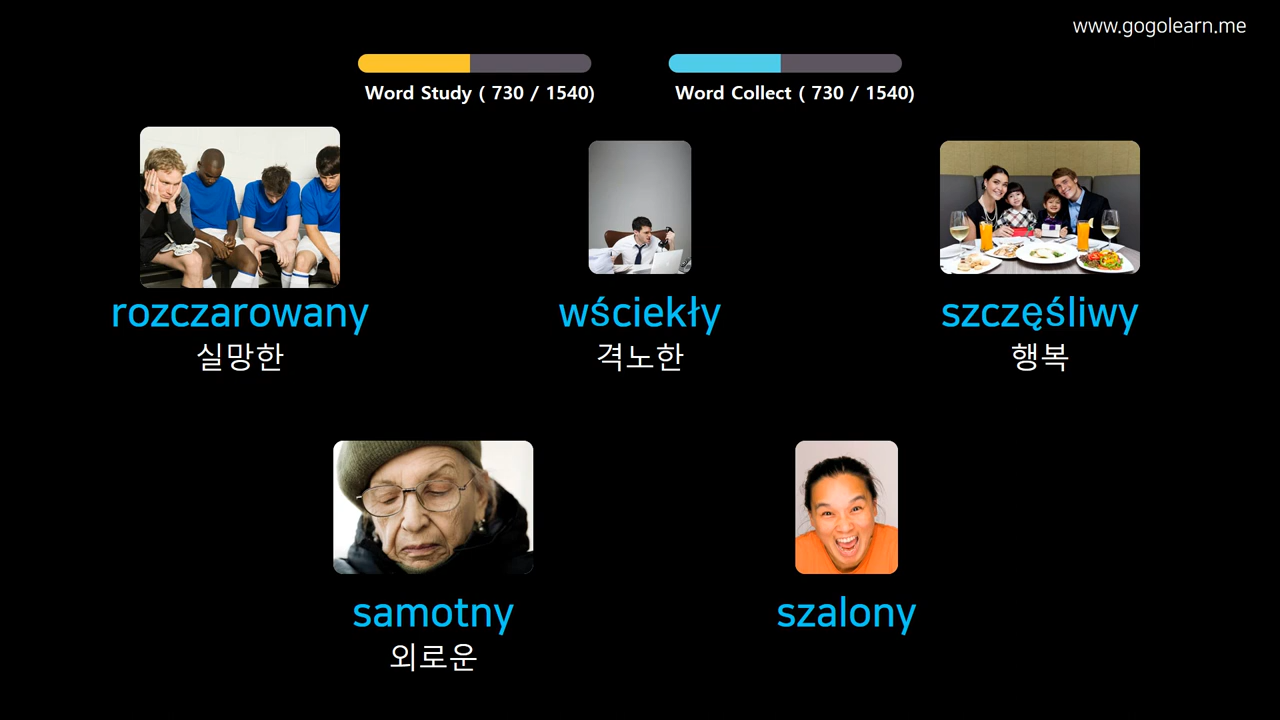 www.gogolearn.me
Word Study ( 730 / 1540)
Word Collect ( 730 / 1540)
rozczarowany
실망한
wściekły
격노한
szczęśliwy
행복
samotny
외로운
szalony